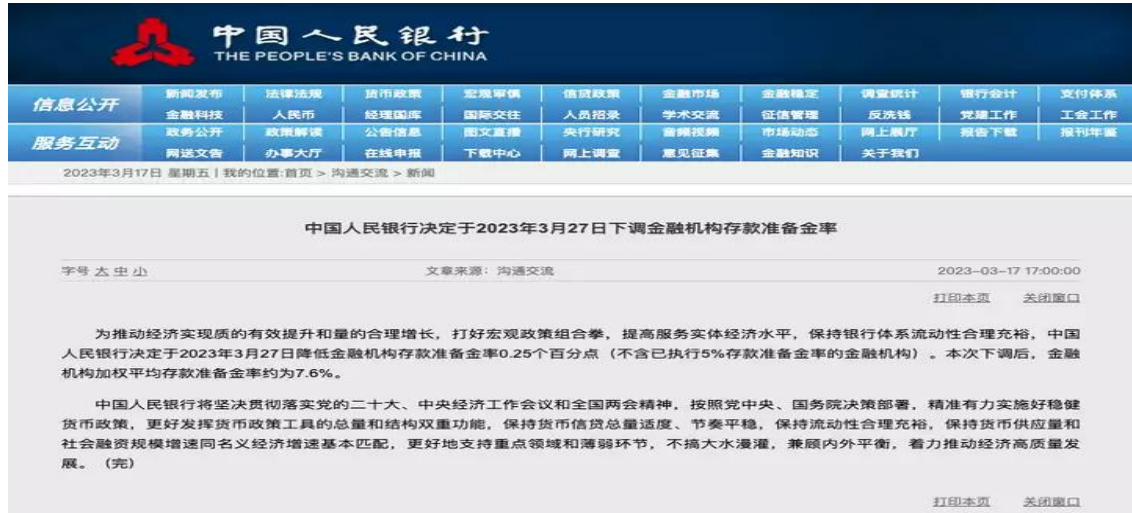 中国人民银行
THE PEOPLE'S BANK OF CHINA
信息公开 新闻发布 法律法规 货币政策 宏观审慎 信贷政策 金融市场 金融稳定 调查统计 银行会计 支付体系
金融科技 人民币 经理国库 国际交往 人员招录 学术交流 征信管理 反洗钱 党建工作 工会工作
服务互动 政务公开 政策解读 公告信息 图文直播 央行研究 音频视频 市场动态 网上展厅 报告下载 报刊年鉴
网送文告 办事大厅 在线申报 下载中心 网上调查 意见征集 金融知识 关于我们
2023年3月17日 星期五 | 我的位置:首页 > 沟通交流 > 新闻
中国人民银行决定于2023年3月27日下调金融机构存款准备金率
字号 大 中 小 文章来源：沟通交流 2023-03-17 17:00:00
打印本页 关闭窗口
为推动经济实现质的有效提升和量的合理增长，打好宏观政策组合拳，提高服务实体经济水平，保持银行体系流动性合理充裕，中国
人民银行决定于2023年3月27日降低金融机构存款准备金率0.25个百分点（不含已执行5%存款准备金率的金融机构）。本次下调后，金融
机构加权平均存款准备金率约为7.6%。
中国人民银行将坚决贯彻落实党的二十大、中央经济工作会议和全国两会精神，按照党中央、国务院决策部署，精准有力实施好稳健
货币政策，更好发挥货币政策工具的总量和结构双重功能，保持货币信贷总量适度、节奏平稳，保持流动性合理充裕，保持货币供应量和
社会融资规模增速同名义经济增速基本匹配，更好地支持重点领域和薄弱环节，不搞大水漫灌，兼顾内外平衡，着力推动经济高质量发
展。（完）
打印本页 关闭窗口